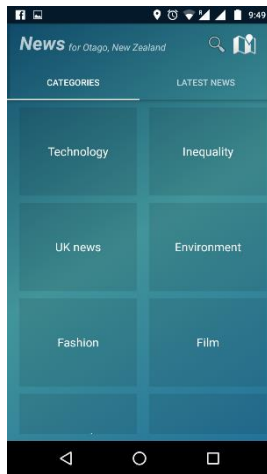 9:49
News for Otago, New Zealand
CATEGORIES LATEST NEWS
Technology Inequality
UK news Environment
Fashion Film